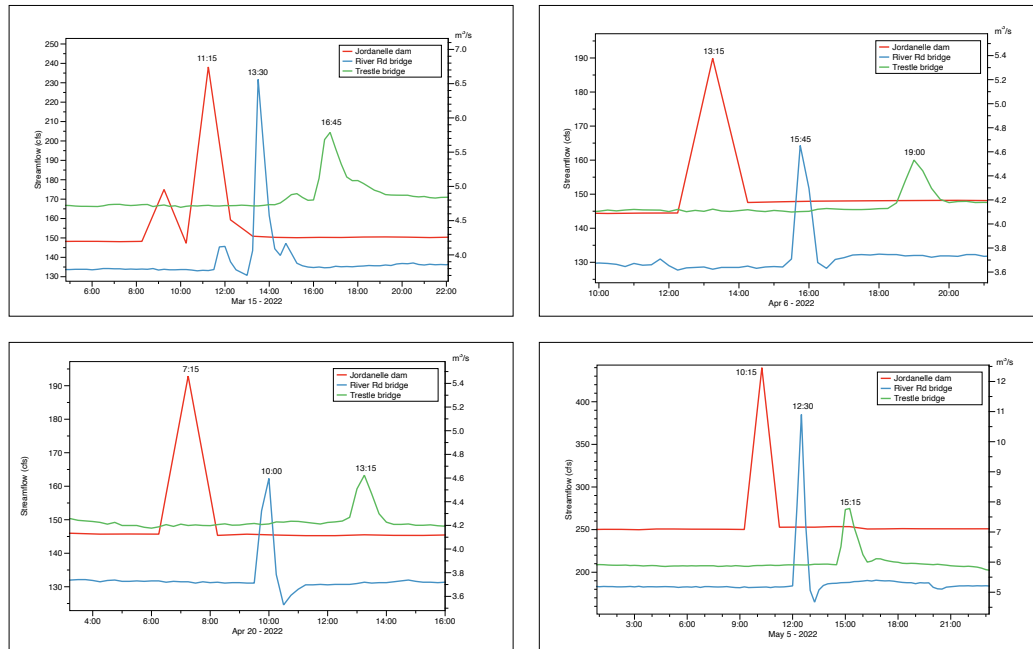 m³/s
250
240
230
220
210
200
190
180
170
160
150
140
130
7.0
6.5
6.0
5.5
5.0
4.5
4.0
Streamflow (cfs)
11:15
13:30
16:45
Jordanelle dam
River Rd bridge
Trestle bridge
6:00 8:00 10:00 12:00 14:00 16:00 18:00 20:00 22:00
Mar 15 - 2022
m³/s
190
180
170
160
150
140
130
5.4
5.2
5.0
4.8
4.6
4.4
4.2
4.0
3.8
3.6
Streamflow (cfs)
13:15
15:45
19:00
Jordanelle dam
River Rd bridge
Trestle bridge
10:00 12:00 14:00 16:00 18:00 20:00
Apr 6 - 2022
m³/s
190
180
170
160
150
140
130
5.4
5.2
5.0
4.8
4.6
4.4
4.2
4.0
3.8
3.6
Streamflow (cfs)
7:15
10:00
13:15
Jordanelle dam
River Rd bridge
Trestle bridge
4:00 6:00 8:00 10:00 12:00 14:00 16:00
Apr 20 - 2022
m³/s
400
350
300
250
200
12
11
10
9
8
7
6
5
Streamflow (cfs)
10:15
12:30
15:15
Jordanelle dam
River Rd bridge
Trestle bridge
3:00 6:00 9:00 12:00 15:00 18:00 21:00
May 5 - 2022